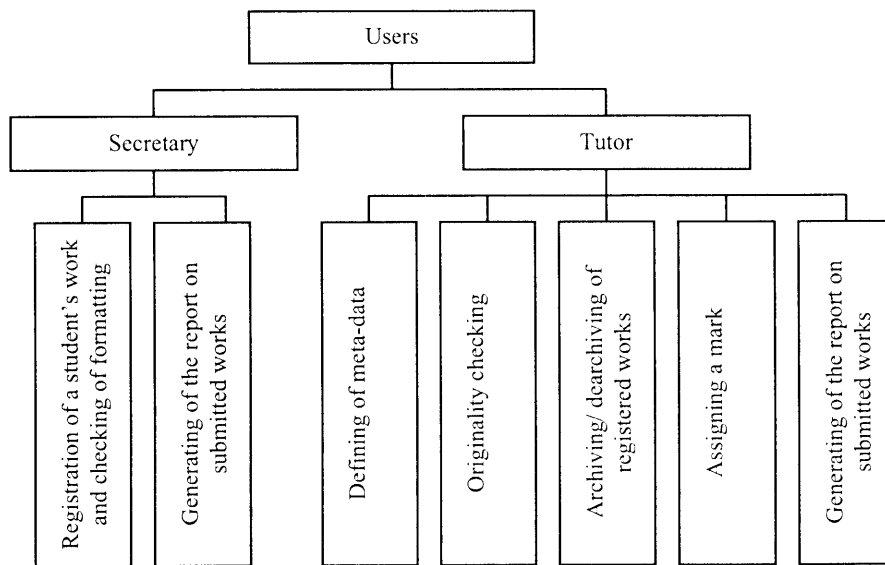 Users
Secretary
Tutor
Registration of a student's work
and checking of formatting
Generating of the report on
submitted works
Defining of meta-data
Originality checking
Archiving/ dearchiving of
registered works
Assigning a mark
Generating of the report on
submitted works